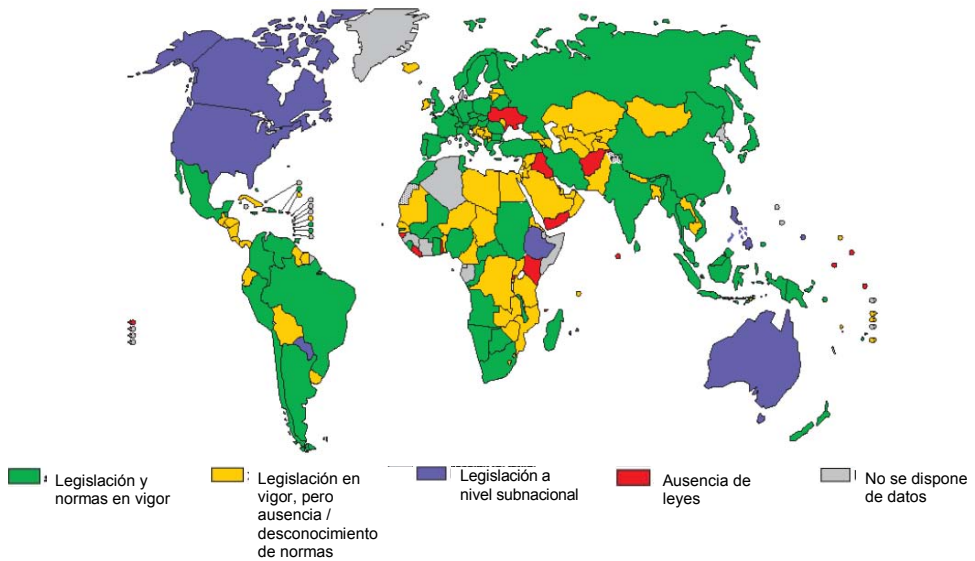 Legislación y
normas en vigor
Legislación en
vigor, pero
ausencia /
desconocimiento
de normas
Legislación a
nivel subnacional
Ausencia de
leyes
No se dispone
de datos